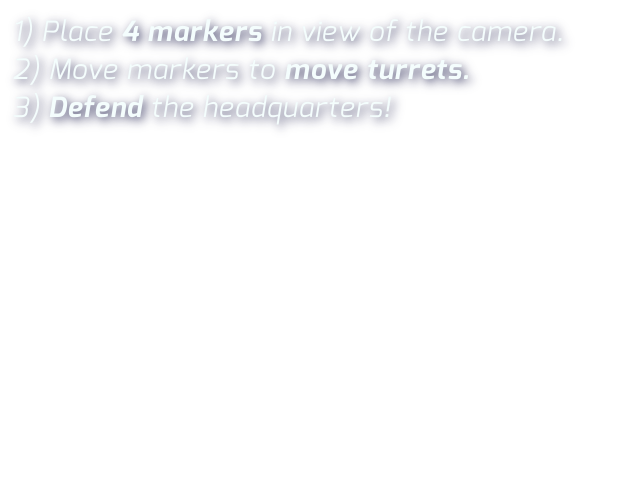 1) Place 4 markers in view of the camera.
2) Move markers to move turrets.
3) Defend the headquarters!